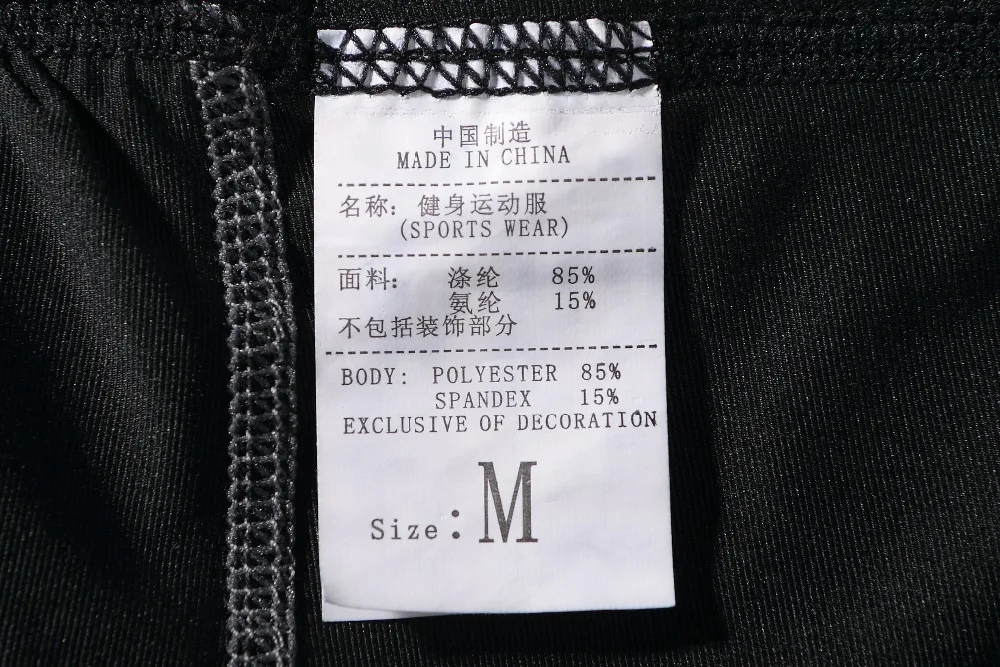 中国制造
MADE IN CHINA
名称: 健身运动服
(SPORTS WEAR)
面料: 涤纶 85%
氨纶 15%
不包括装饰部分
BODY: POLYESTER 85%
SPANDEX 15%
EXCLUSIVE OF DECORATION
Size: M